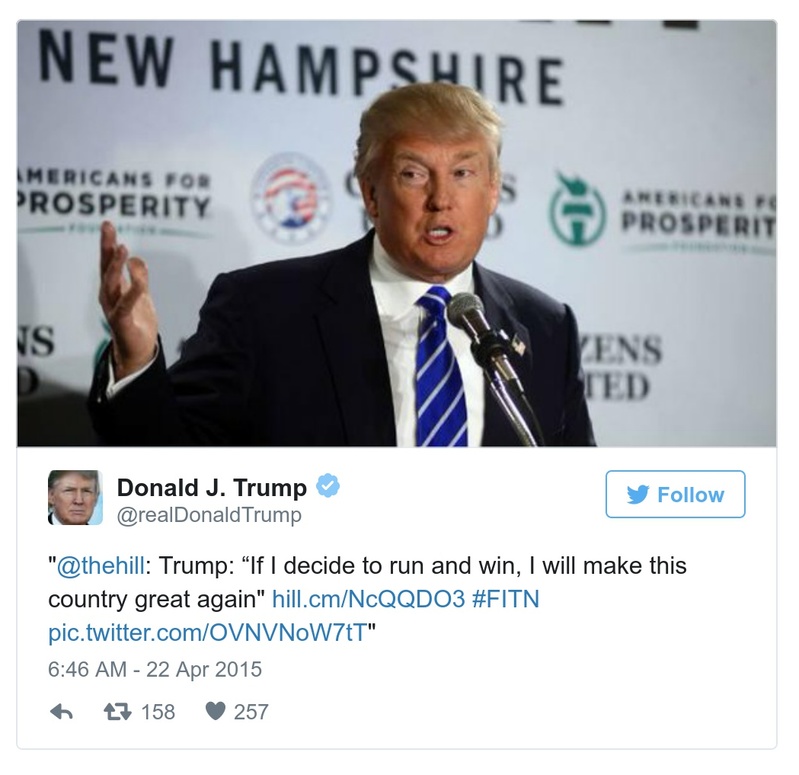 NEW HAMPSHIRE
AMERICANS FOR
PROSPERITY
FOUNDATION
AMERICANS FO
PROSPERIT
FOUNDATION
NS
D
ZENS
TED
Donald J. Trump
@realDonaldTrump
Follow
"@thehill: Trump: “If I decide to run and win, I will make this
country great again" hill.cm/NcQQDO3 #FITN
pic.twitter.com/OVNVNoW7tT"
6:46 AM - 22 Apr 2015
158 257